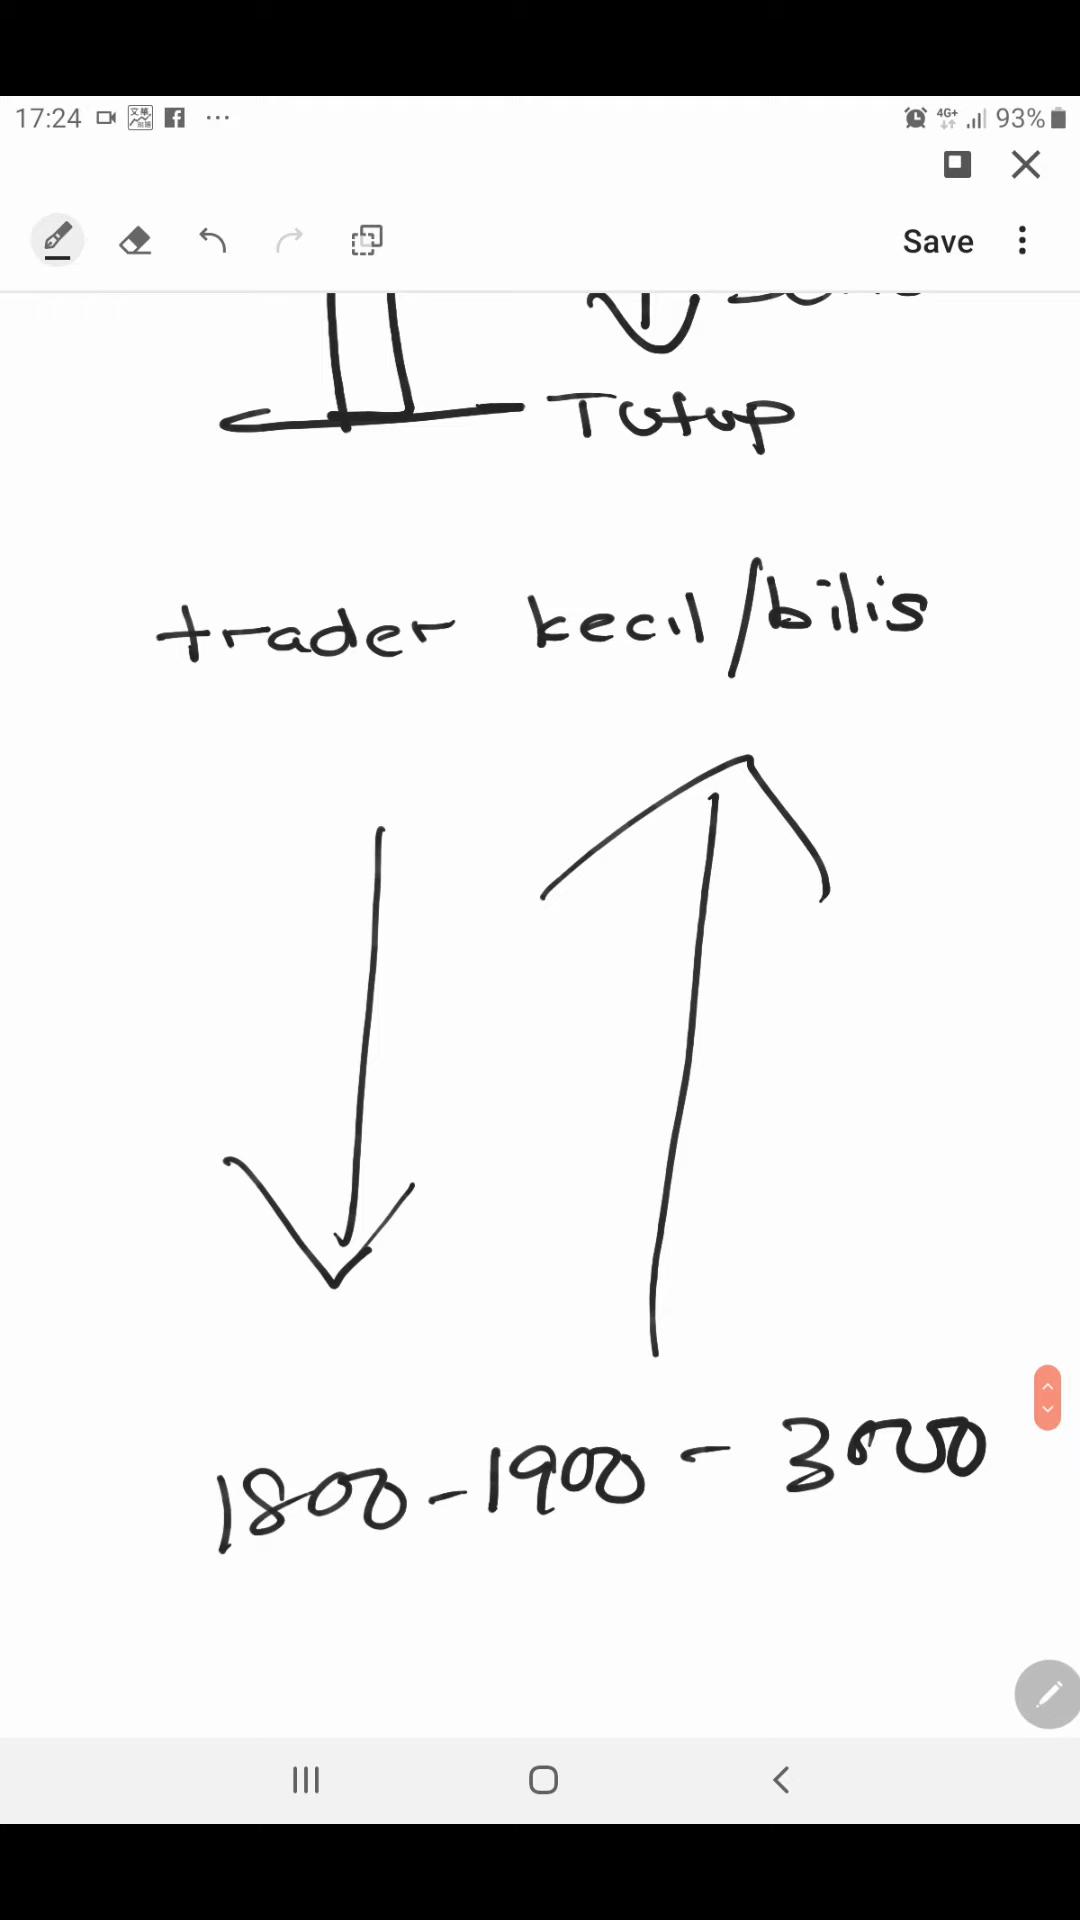 17:24 93%
Save
Tutup
trader kecil/bilis
1800-1900 - 3000